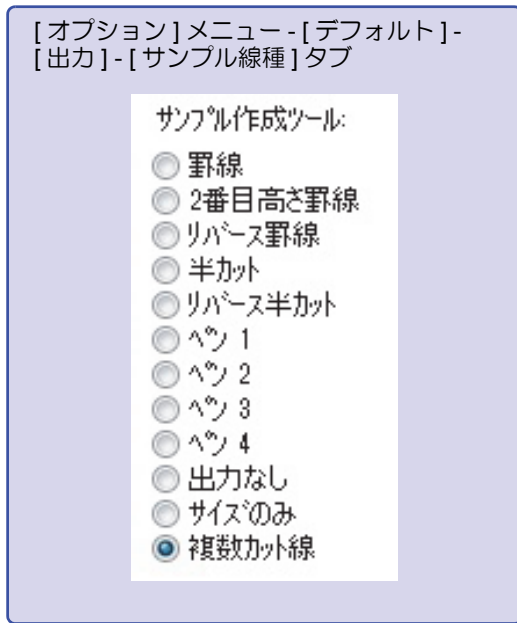 [ オプション ] メニュー - [ デフォルト ] -
[ 出力 ] - [ サンプル線種 ] タブ
サンプル作成ツール:
罫線
2番目高さ罫線
リバース罫線
半カット
リバース半カット
ペン 1
ペン 2
ペン 3
ペン 4
出力なし
サイズのみ
複数カット線